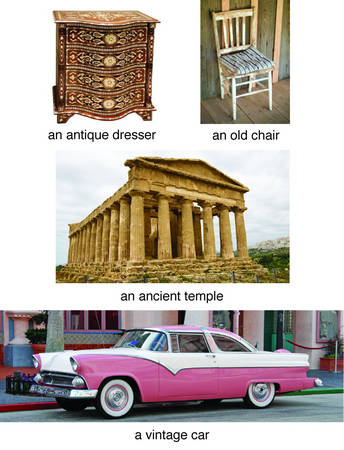 an antique dresser
an old chair
an ancient temple
a vintage car